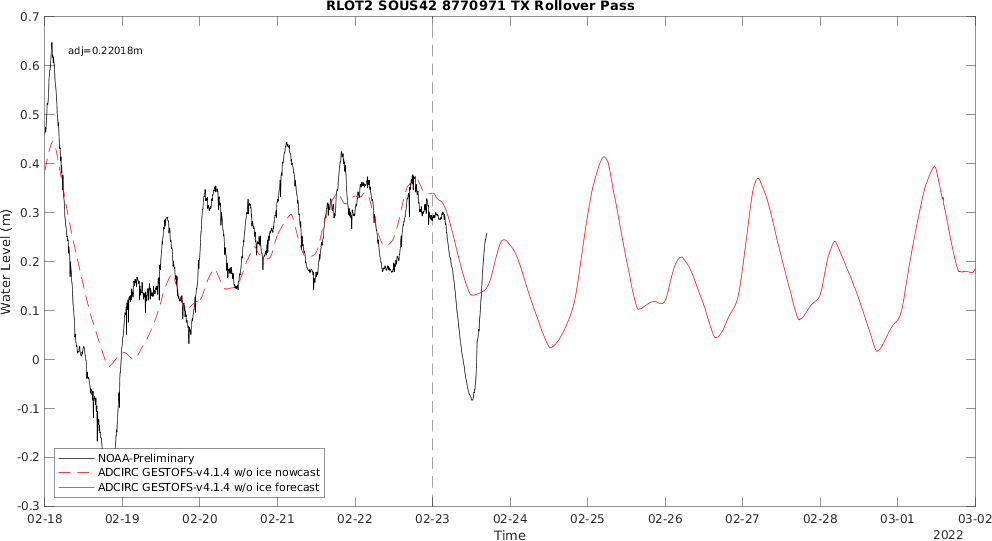 RLOT2 SOUS42 8770971 TX Rollover Pass
adj=0.22018m
0.7
0.6
0.5
0.4
0.3
0.2
0.1
0
-0.1
-0.2
-0.3
Water Level (m)
NOAA-Preliminary
ADCIRC GESTOFS-v4.1.4 w/o ice nowcast
ADCIRC GESTOFS-v4.1.4 w/o ice forecast
02-18 02-19 02-20 02-21 02-22 02-23 02-24 02-25 02-26 02-27 02-28 03-01 03-02
Time
2022